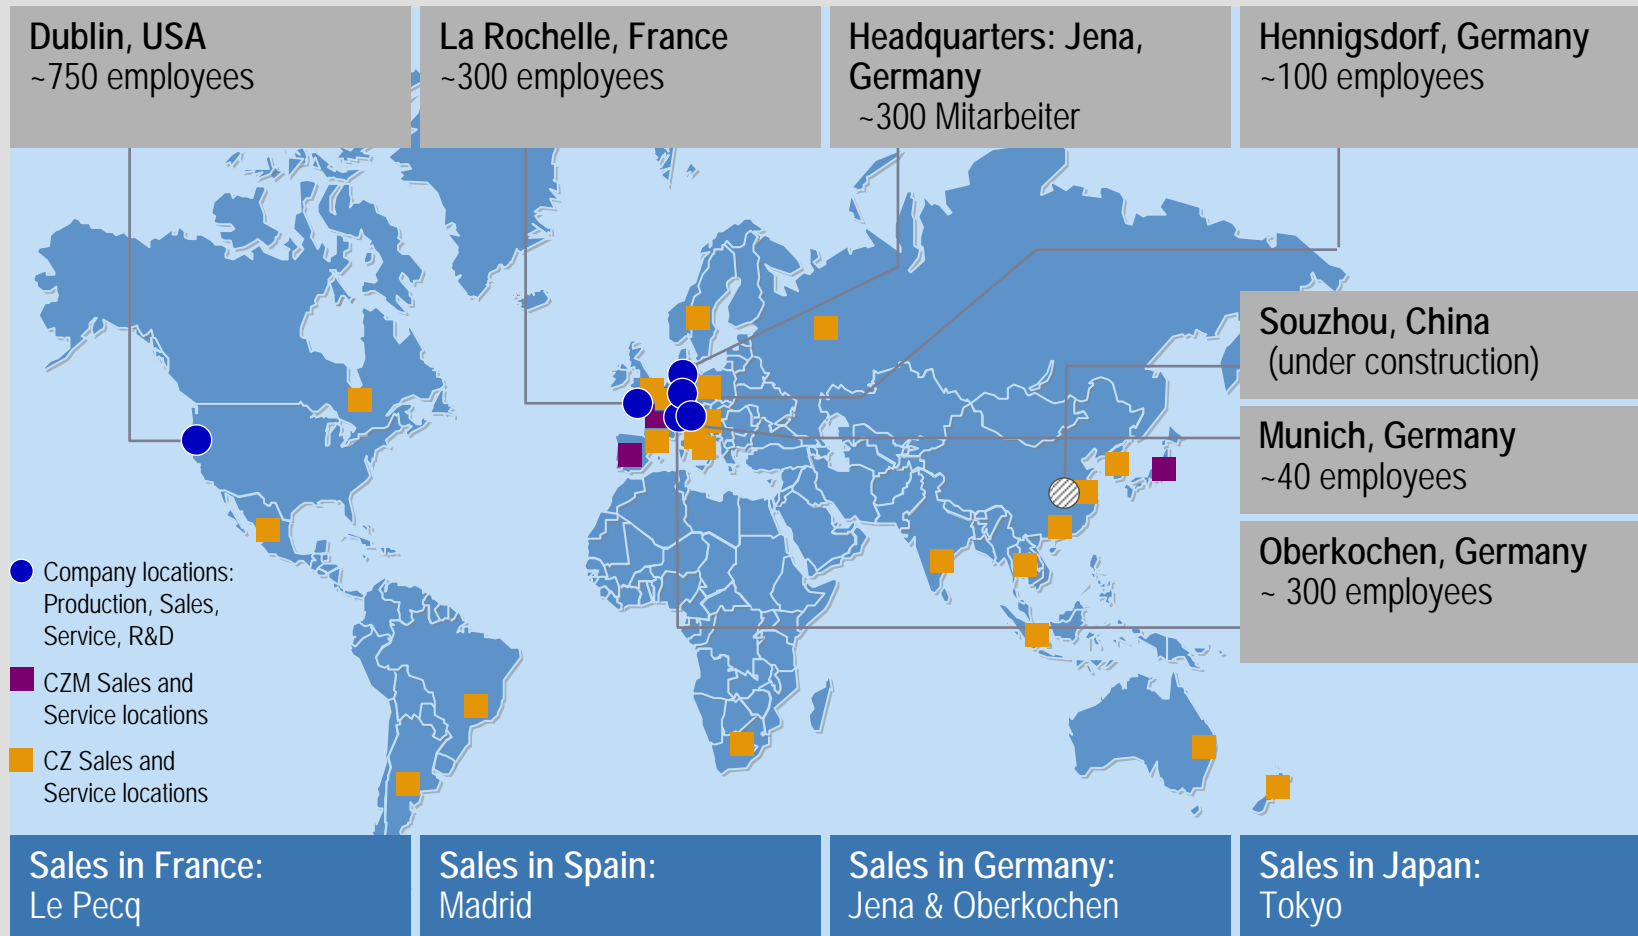 Dublin, USA
~750 employees
La Rochelle, France
~300 employees
Headquarters: Jena,
Germany
~300 Mitarbeiter
Hennigsdorf, Germany
~100 employees
Souzhou, China
(under construction)
Munich, Germany
~40 employees
Oberkochen, Germany
~ 300 employees
Company locations:
Production, Sales,
Service, R&D
CZM Sales and
Service locations
CZ Sales and
Service locations
Sales in France:
Le Pecq
Sales in Spain:
Madrid
Sales in Germany:
Jena & Oberkochen
Sales in Japan:
Tokyo